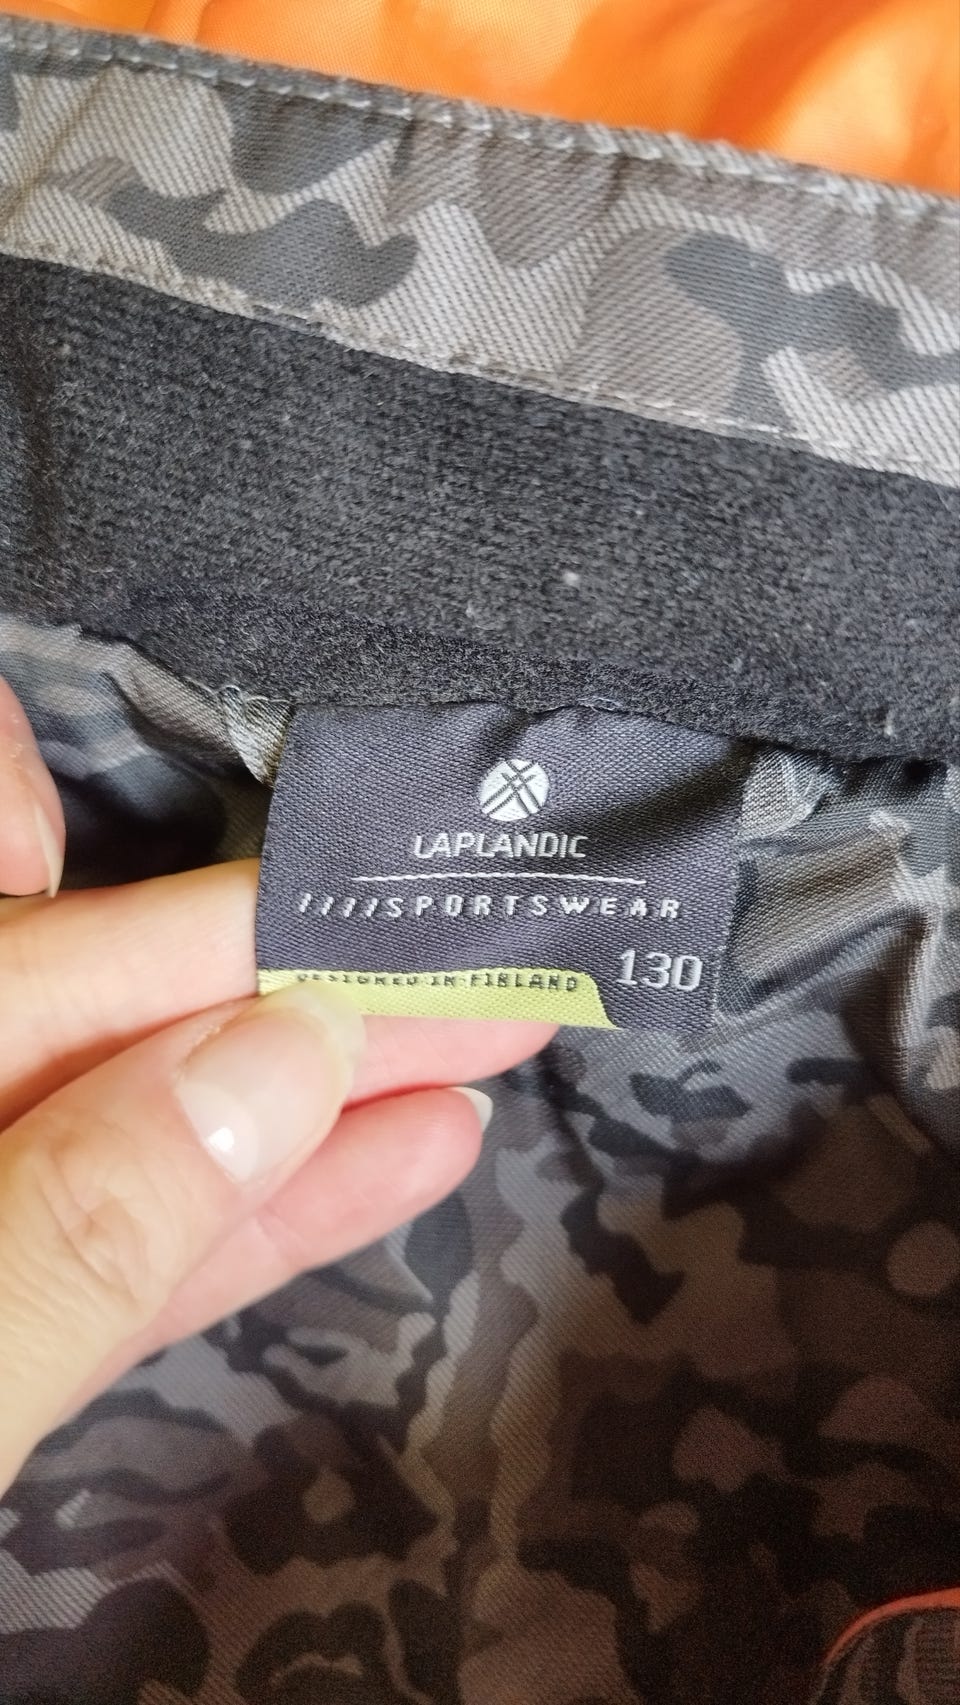 LAPLANDIC
////SPORTSWEAR
130
DESIGNED IN FINLAND